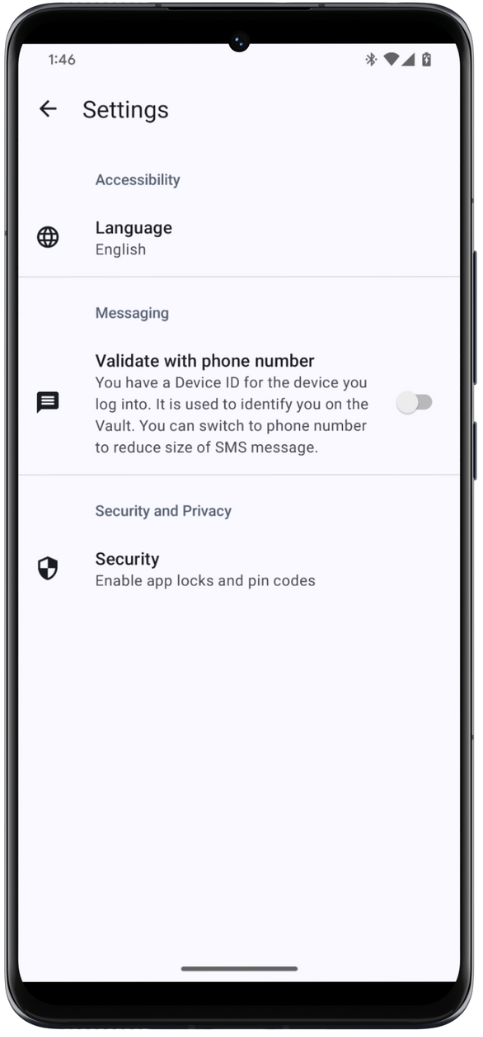 1:46
Settings
Accessibility
Language
English
Messaging
Validate with phone number
You have a Device ID for the device you
log into. It is used to identify you on the
Vault. You can switch to phone number
to reduce size of SMS message.
Security and Privacy
Security
Enable app locks and pin codes